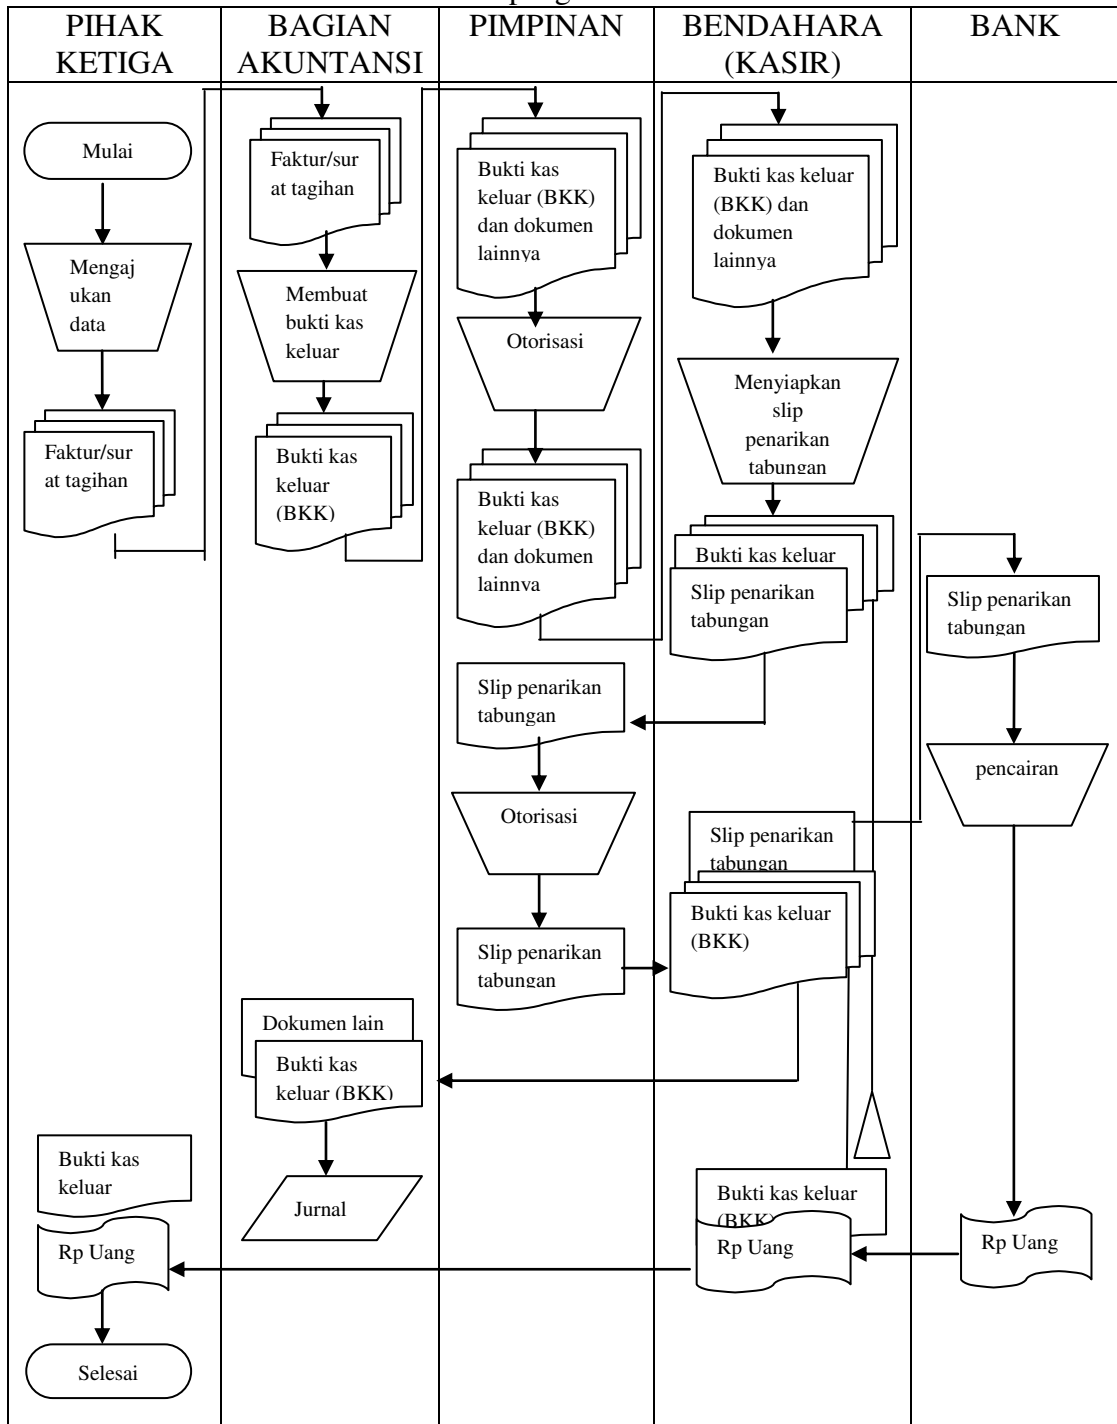 PIHAK
KETIGA
BAGIAN
AKUNTANSI
PIMPINAN
BENDAHARA
(KASIR)
BANK
Mulai
Mengaj
ukan
data
Faktur/sur
at tagihan
Faktur/sur
at tagihan
Membuat
bukti kas
keluar
Bukti kas
keluar
(BKK)
Bukti kas
keluar (BKK)
dan dokumen
lainnya
Otorisasi
Bukti kas
keluar (BKK)
dan dokumen
lainnya
Bukti kas keluar
(BKK) dan
dokumen
lainnya
Menyiapkan
slip
penarikan
tabungan
Bukti kas keluar
Slip penarikan
tabungan
Slip penarikan
tabungan
Otorisasi
Slip penarikan
tabungan
Slip penarikan
tabungan
Bukti kas keluar
(BKK)
Slip penarikan
tabungan
pencairan
Dokumen lain
Bukti kas
keluar (BKK)
Jurnal
Bukti kas keluar
(BKK)
Rp Uang
Rp Uang
Bukti kas
keluar
Rp Uang
Selesai